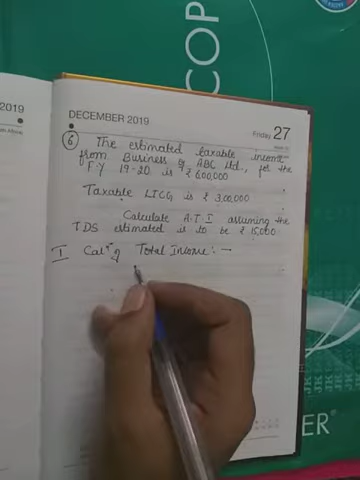 COP
2019
DECEMBER 2019
Friday 27
6 The estimated taxable income
from Business of ABC Ltd, for the
F.Y 19-20 is ₹ 6,00,000
Taxable LTCG is ₹ 3,00,000
Calculate A.T I assuming the
TDS estimated is to be ₹ 15,000
I Calⁿ of Total Income:-
ER